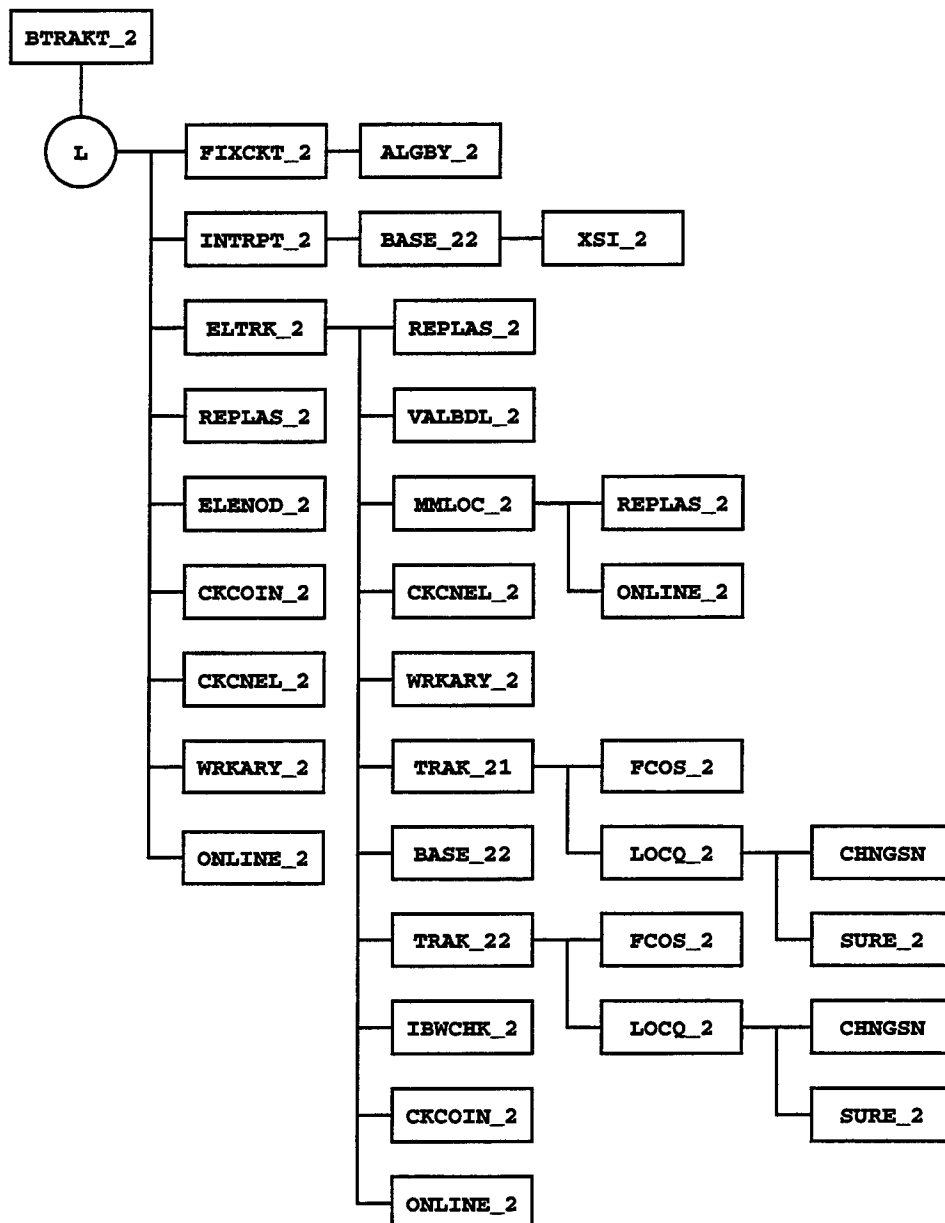 BTRAKT_2
L
FIXCKT_2
ALGBY_2
INTRPT_2
BASE_22
XSI_2
ELTRK_2
REPLAS_2
REPLAS_2
VALBDL_2
ELENOD_2
MMLOC_2
REPLAS_2
CKCOIN_2
CKCNEL_2
ONLINE_2
CKCNEL_2
WRKARY_2
WRKARY_2
TRAK_21
FCOS_2
ONLINE_2
BASE_22
LOCQ_2
CHNGSN
TRAK_22
FCOS_2
SURE_2
IBWCHK_2
LOCQ_2
CHNGSN
CKCOIN_2
SURE_2
ONLINE_2